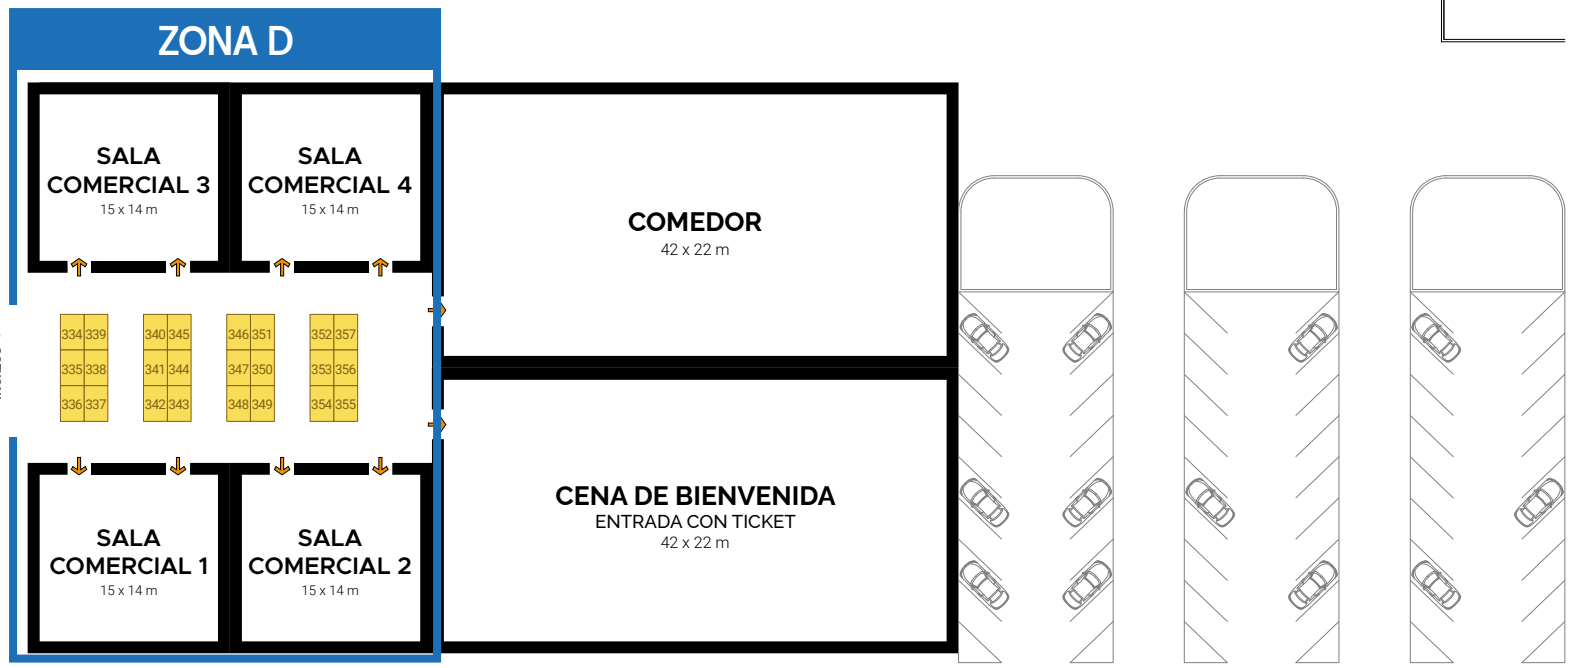 ZONA D
SALA
COMERCIAL 3
15 x 14 m
SALA
COMERCIAL 4
15 x 14 m
COMEDOR
42 x 22 m
334 339
335 338
336 337
340 345
341 344
342 343
346 351
347 350
348 349
352 357
353 356
354 355
SALA
COMERCIAL 1
15 x 14 m
SALA
COMERCIAL 2
15 x 14 m
CENA DE BIENVENIDA
ENTRADA CON TICKET
42 x 22 m